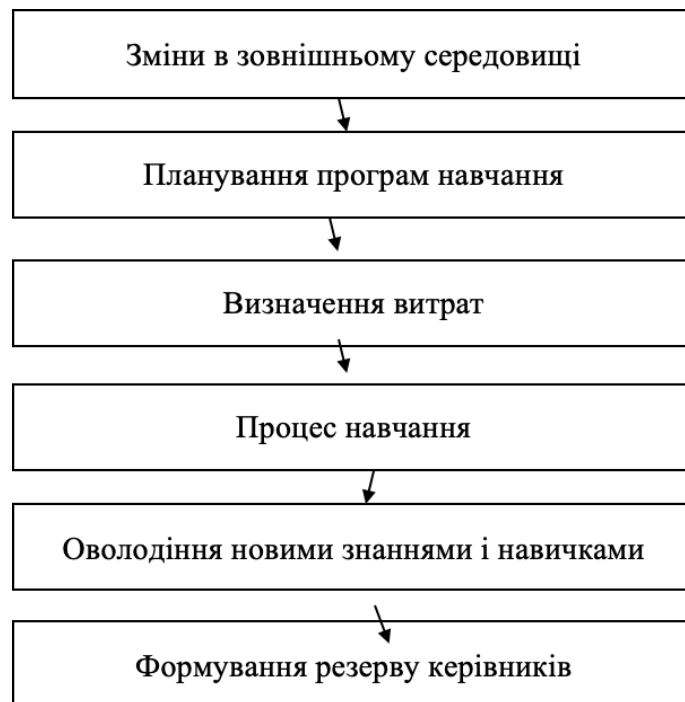 Зміни в зовнішньому середовищі
Планування програм навчання
Визначення витрат
Процес навчання
Оволодіння новими знаннями і навичками
Формування резерву керівників